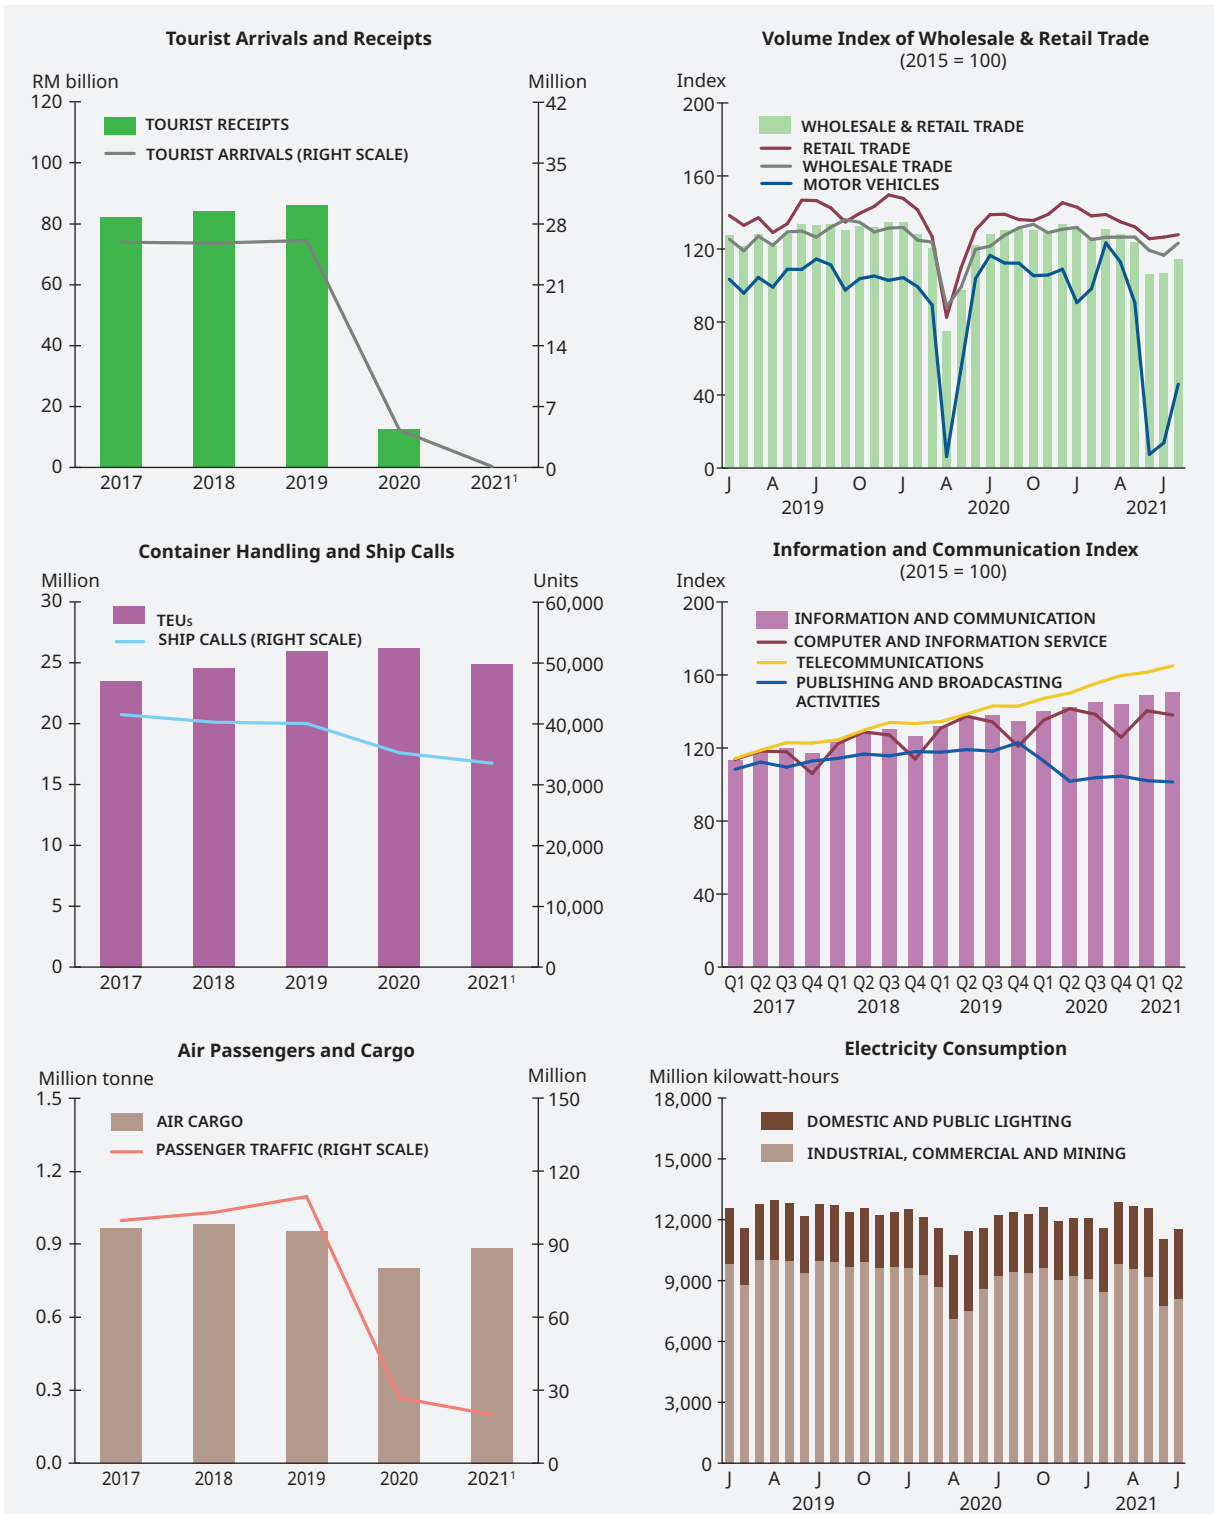 Tourist Arrivals and Receipts
RM billion
Million
120
100
80
60
40
20
0
42
35
28
21
14
7
0
TOURIST RECEIPTS
TOURIST ARRIVALS (RIGHT SCALE)
2017 2018 2019 2020 2021¹
Volume Index of Wholesale & Retail Trade
(2015 = 100)
Index
200
160
120
80
40
0
WHOLESALE & RETAIL TRADE
RETAIL TRADE
WHOLESALE TRADE
MOTOR VEHICLES
J A J O J A J O J A J
2019 2020 2021
Container Handling and Ship Calls
Million
Units
30
25
20
15
10
5
0
60,000
50,000
40,000
30,000
20,000
10,000
0
TEUs
SHIP CALLS (RIGHT SCALE)
2017 2018 2019 2020 2021¹
Information and Communication Index
(2015 = 100)
Index
200
160
120
80
40
0
INFORMATION AND COMMUNICATION
COMPUTER AND INFORMATION SERVICE
TELECOMMUNICATIONS
PUBLISHING AND BROADCASTING
ACTIVITIES
Q1 Q2 Q3 Q4 Q1 Q2 Q3 Q4 Q1 Q2 Q3 Q4 Q1 Q2 Q3 Q4 Q1 Q2
2017 2018 2019 2020 2021
Air Passengers and Cargo
Million tonne
Million
1.5
1.2
0.9
0.6
0.3
0.0
150
120
90
60
30
0
AIR CARGO
PASSENGER TRAFFIC (RIGHT SCALE)
2017 2018 2019 2020 2021¹
Electricity Consumption
Million kilowatt-hours
18,000
15,000
12,000
9,000
6,000
3,000
0
DOMESTIC AND PUBLIC LIGHTING
INDUSTRIAL, COMMERCIAL AND MINING
J A J O J A J O J A J
2019 2020 2021